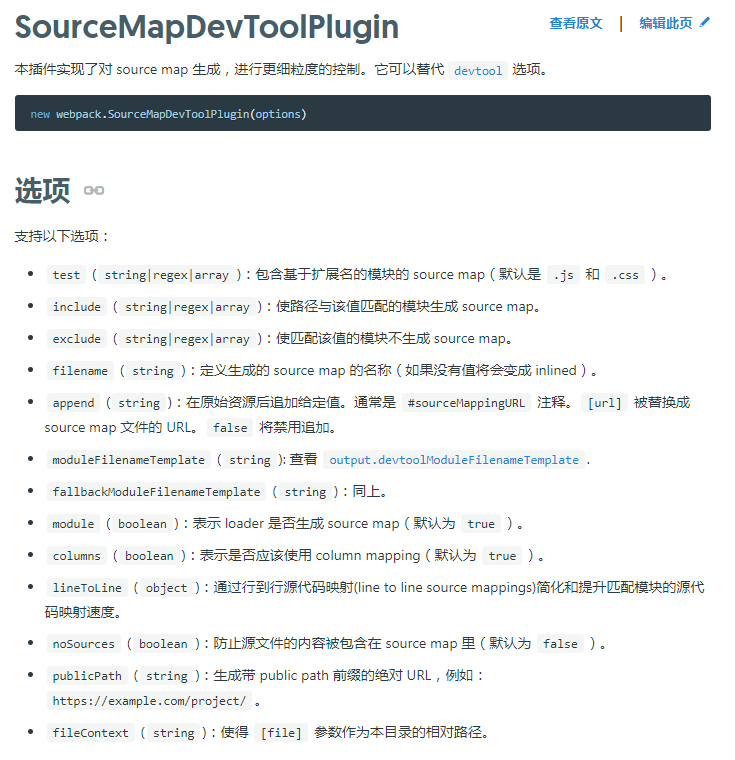 SourceMapDevToolPlugin
查看原文 | 编辑此页
本插件实现了对 source map 生成，进行更细粒度的控制。它可以替代 devtool 选项。
new webpack.SourceMapDevToolPlugin(options)
选项
支持以下选项：
• test （ string|regex|array ）：包含基于扩展名的模块的 source map（默认是 .js 和 .css ）。
• include （ string|regex|array ）：使路径与该值匹配的模块生成 source map。
• exclude （ string|regex|array ）：使匹配该值的模块不生成 source map。
• filename （ string ）：定义生成的 source map 的名称（如果没有值将会变成 inlined ）。
• append （ string ）：在原始资源后追加给定值。通常是 #sourceMappingURL 注释。 [url] 被替换成
source map 文件的 URL。 false 将禁用追加。
• moduleFilenameTemplate （ string ）: 查看 output.devtoolModuleFilenameTemplate .
• fallbackModuleFilenameTemplate （ string ）：同上。
• module （ boolean ）：表示 loader 是否生成 source map（默认为 true ）。
• columns （ boolean ）：表示是否应该使用 column mapping（默认为 true ）。
• lineToLine （ object ）：通过行到行源代码映射(line to line source mappings)简化和提升匹配模块的源代
码映射速度。
• noSources （ boolean ）：防止源文件的内容被包含在 source map 里（默认为 false ）。
• publicPath （ string ）：生成带 public path 前缀的绝对 URL，例如：
https://example.com/project/ 。
• fileContext （ string ）：使得 [file] 参数作为本目录的相对路径。